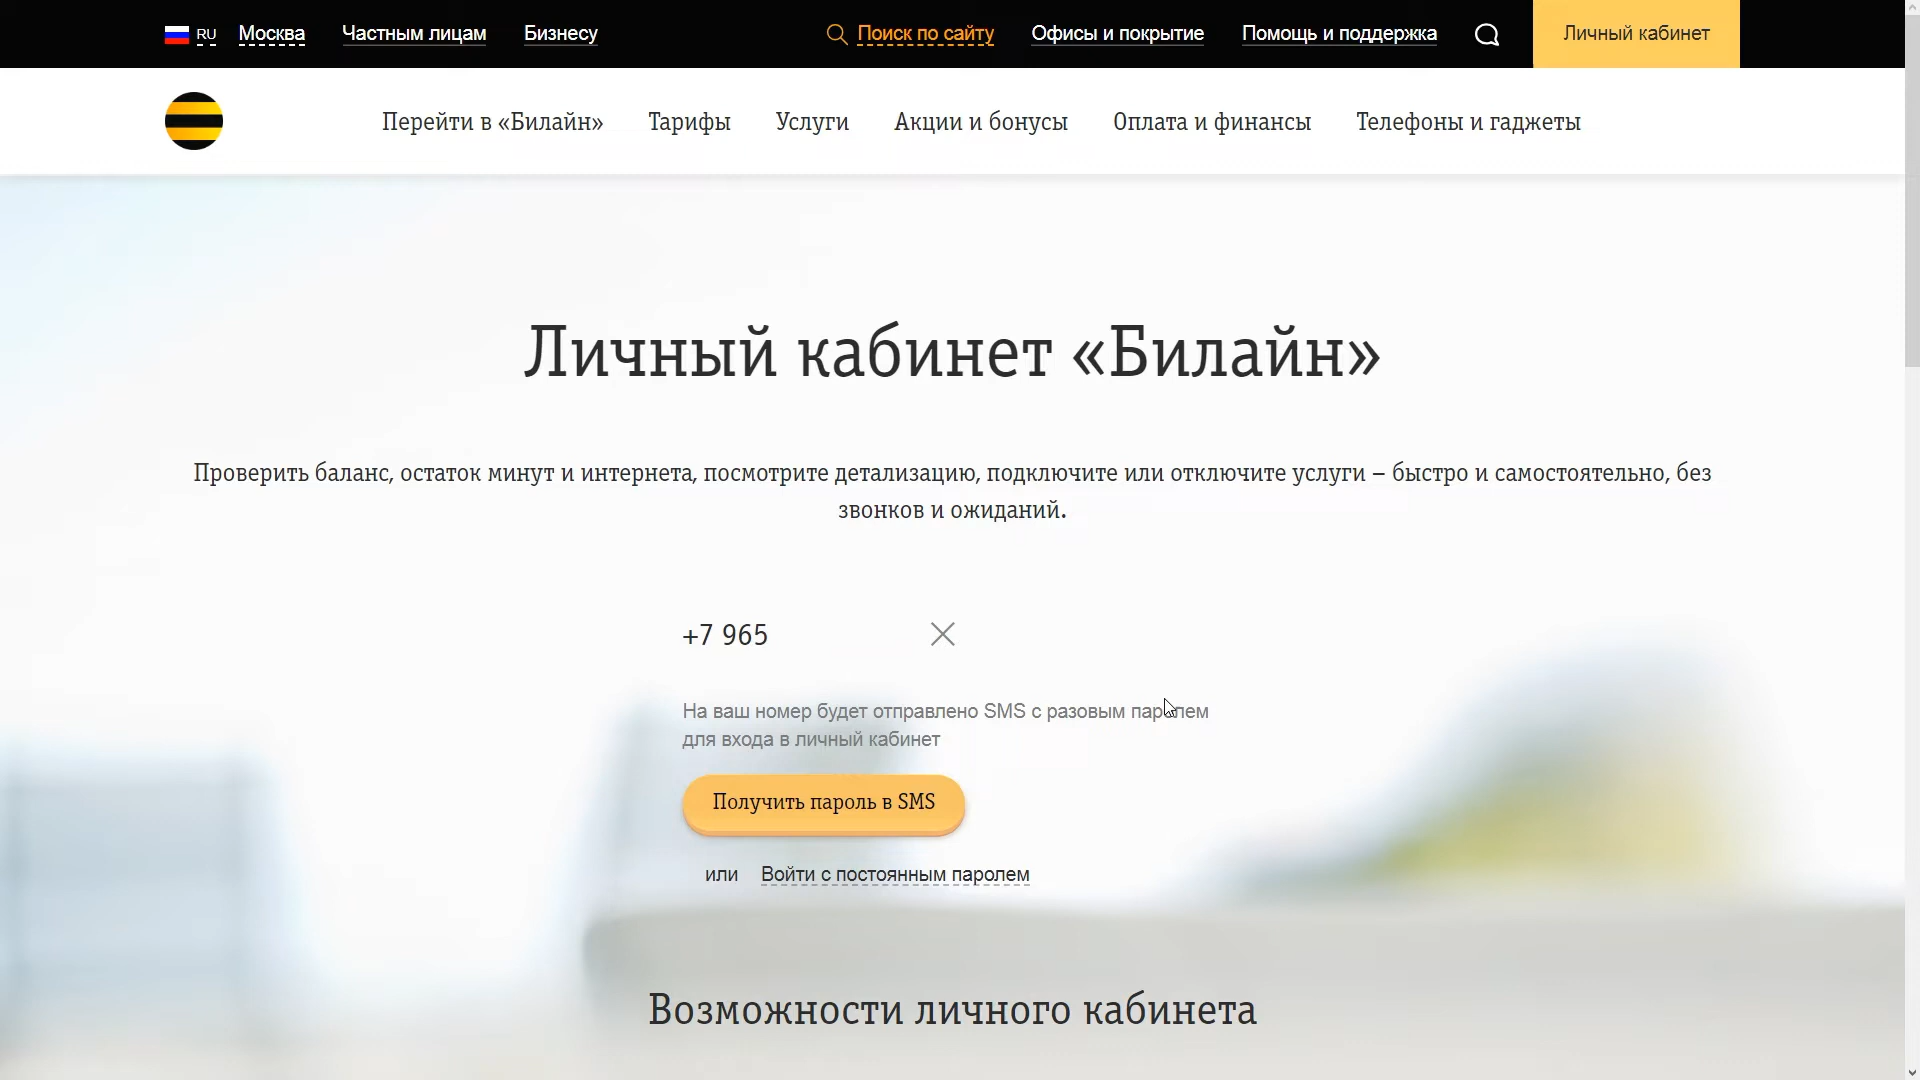 RU Москва Частным лицам Бизнесу Поиск по сайту Офисы и покрытие Помощь и поддержка Личный кабинет
Перейти в «Билайн» Тарифы Услуги Акции и бонусы Оплата и финансы Телефоны и гаджеты
Личный кабинет «Билайн»
Проверить баланс, остаток минут и интернета, посмотрите детализацию, подключите или отключите услуги – быстро и самостоятельно, без
звонков и ожиданий.
+7 965
На ваш номер будет отправлено SMS с разовым паролем
для входа в личный кабинет
Получить пароль в SMS
или Войти с постоянным паролем
Возможности личного кабинета